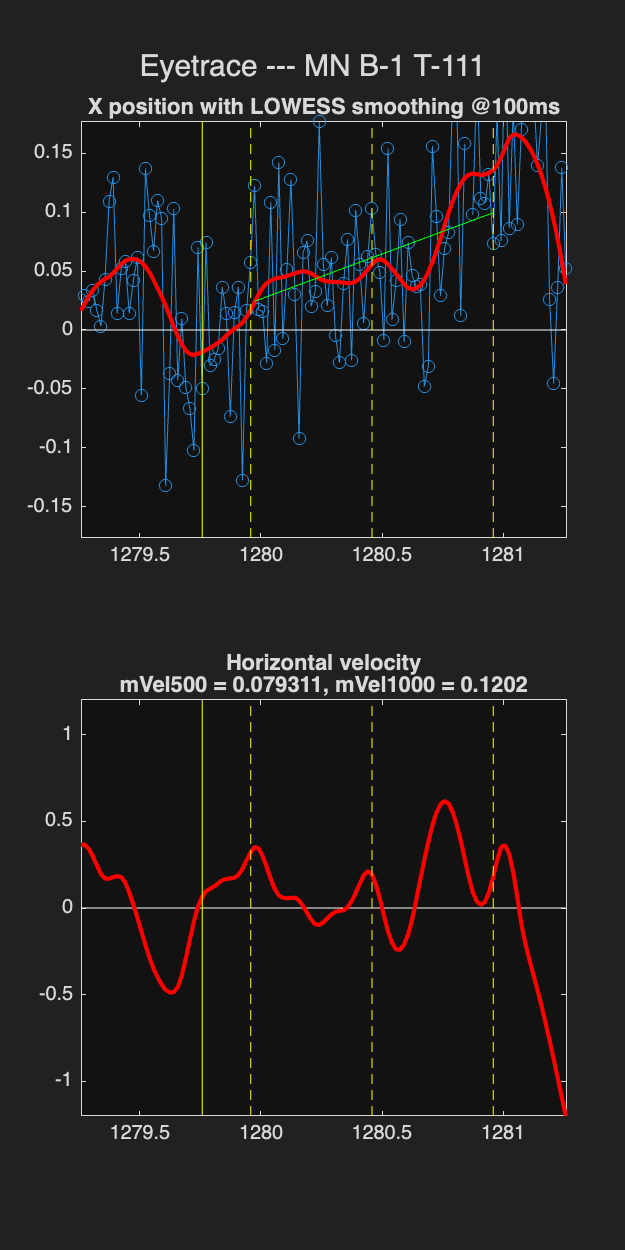 Eyetrace --- MN B-1 T-111
X position with LOWESS smoothing @100ms
0.15
0.1
0.05
0
-0.05
-0.1
-0.15
1279.5 1280 1280.5 1281
Horizontal velocity
mVel500 = 0.079311, mVel1000 = 0.1202
1
0.5
0
-0.5
-1
1279.5 1280 1280.5 1281